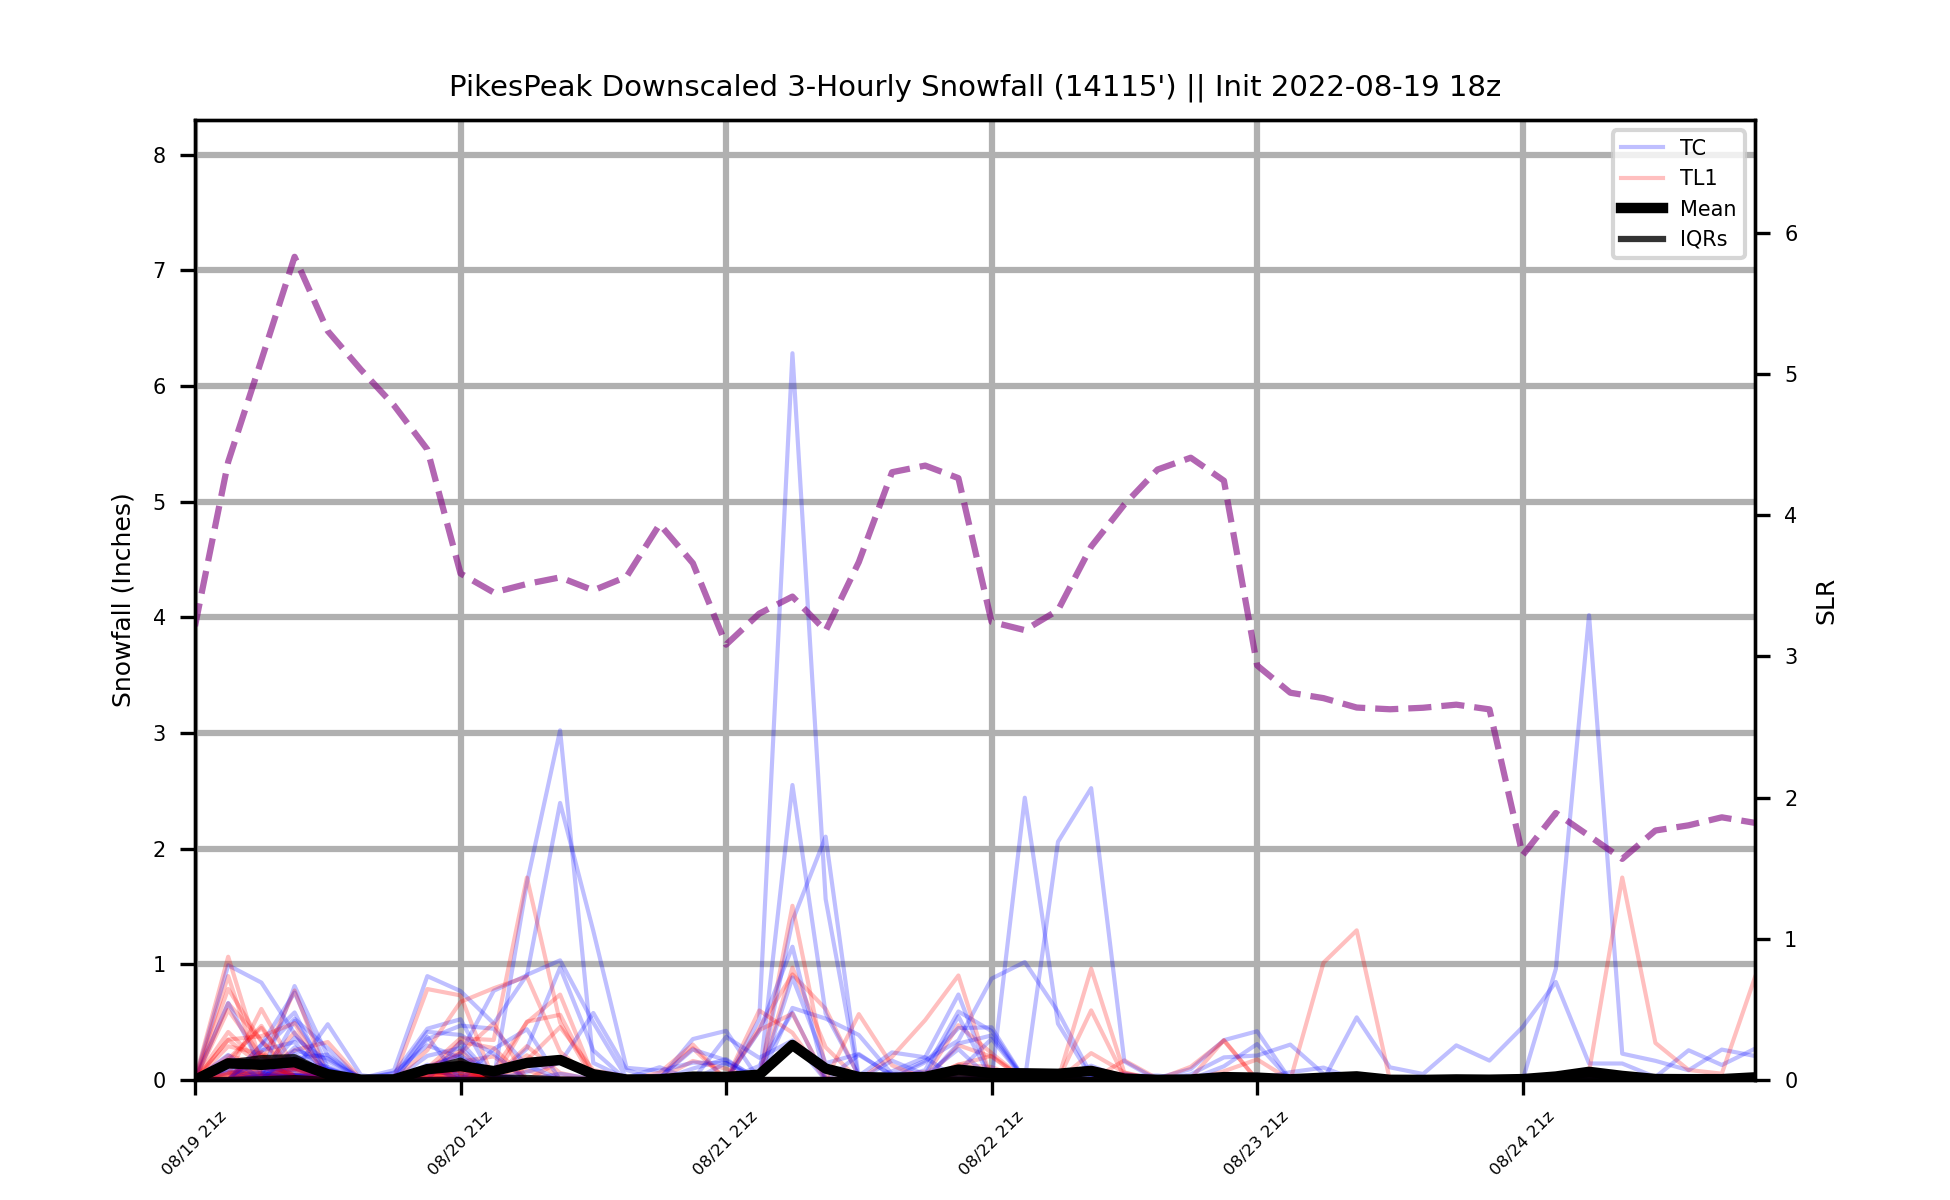 PikesPeak Downscaled 3-Hourly Snowfall (14115') || Init 2022-08-19 18z
TC
TL1
Mean
IQRs
Snowfall (Inches)
8
7
6
5
4
3
2
1
0
SLR
6
5
4
3
2
1
0
08/19 21z
08/20 21z
08/21 21z
08/22 21z
08/23 21z
08/24 21z